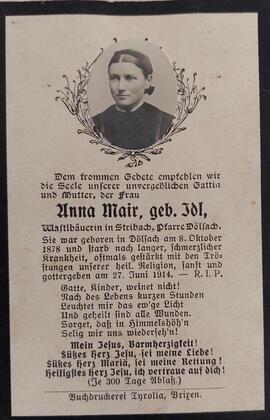 Dem frommen Gebete empfehlen wir
die Seele unserer unvergeßlichen Gattin
und Mutter, der Frau
Anna Mair, geb. Idl,
Wastlbäuerin in Stribach, Pfarre Dölsach.
Sie war geboren in Dölsach am 8. Oktober
1878 und starb nach langer, schmerzlicher
Krankheit, oftmals gestärkt mit den Trö-
stungen unserer heil. Religion, sanft und
gottergeben am 27. Juni 1914. — R. I. P.
Gatte, Kinder, weinet nicht!
Nach des Lebens kurzen Stunden
Leuchtet mir das ew'ge Licht
Und geheilt sind alle Wunden.
Sorget, daß in Himmelshöh'n
Selig wir uns wiederseh'n!
Mein Jesus, Barmherzigkeit!
Süßes Herz Jesu, sei meine Liebe!
Süßes Herz Mariä, sei meine Rettung!
Heiligstes Herz Jesu, ich vertraue auf dich!
(Je 300 Tage Ablaß.)
Buchdruckerei Tyrolia, Brixen.